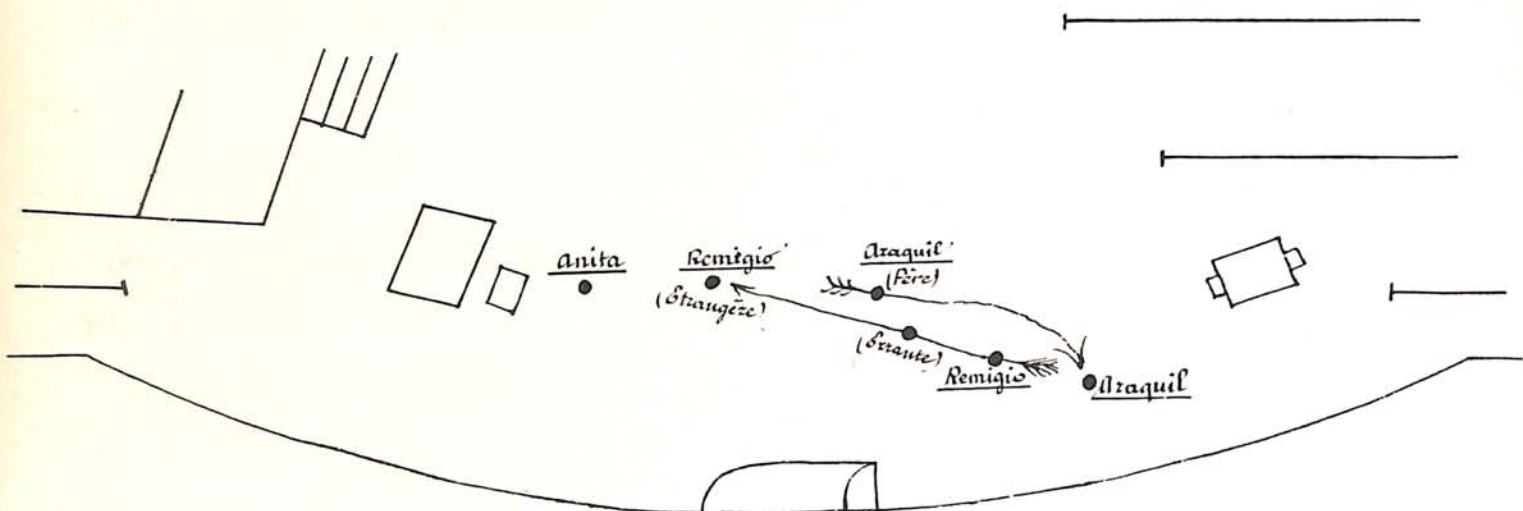 Anita
Remigio
(Etrangère)
Araquil
(Père)
(Errante)
Remigio
Araquil